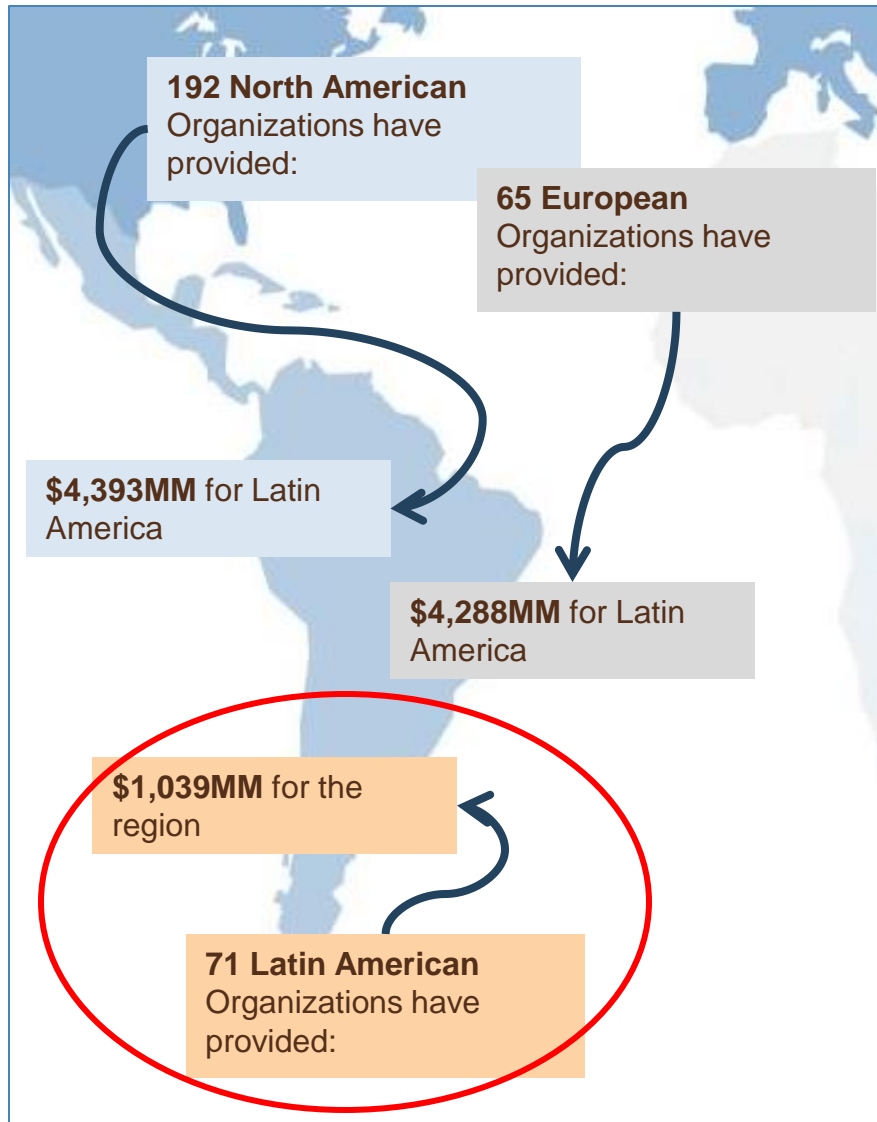 192 North American
Organizations have
provided:
65 European
Organizations have
provided:
$4,393MM for Latin
America
$4,288MM for Latin
America
$1,039MM for the
region
71 Latin American
Organizations have
provided: